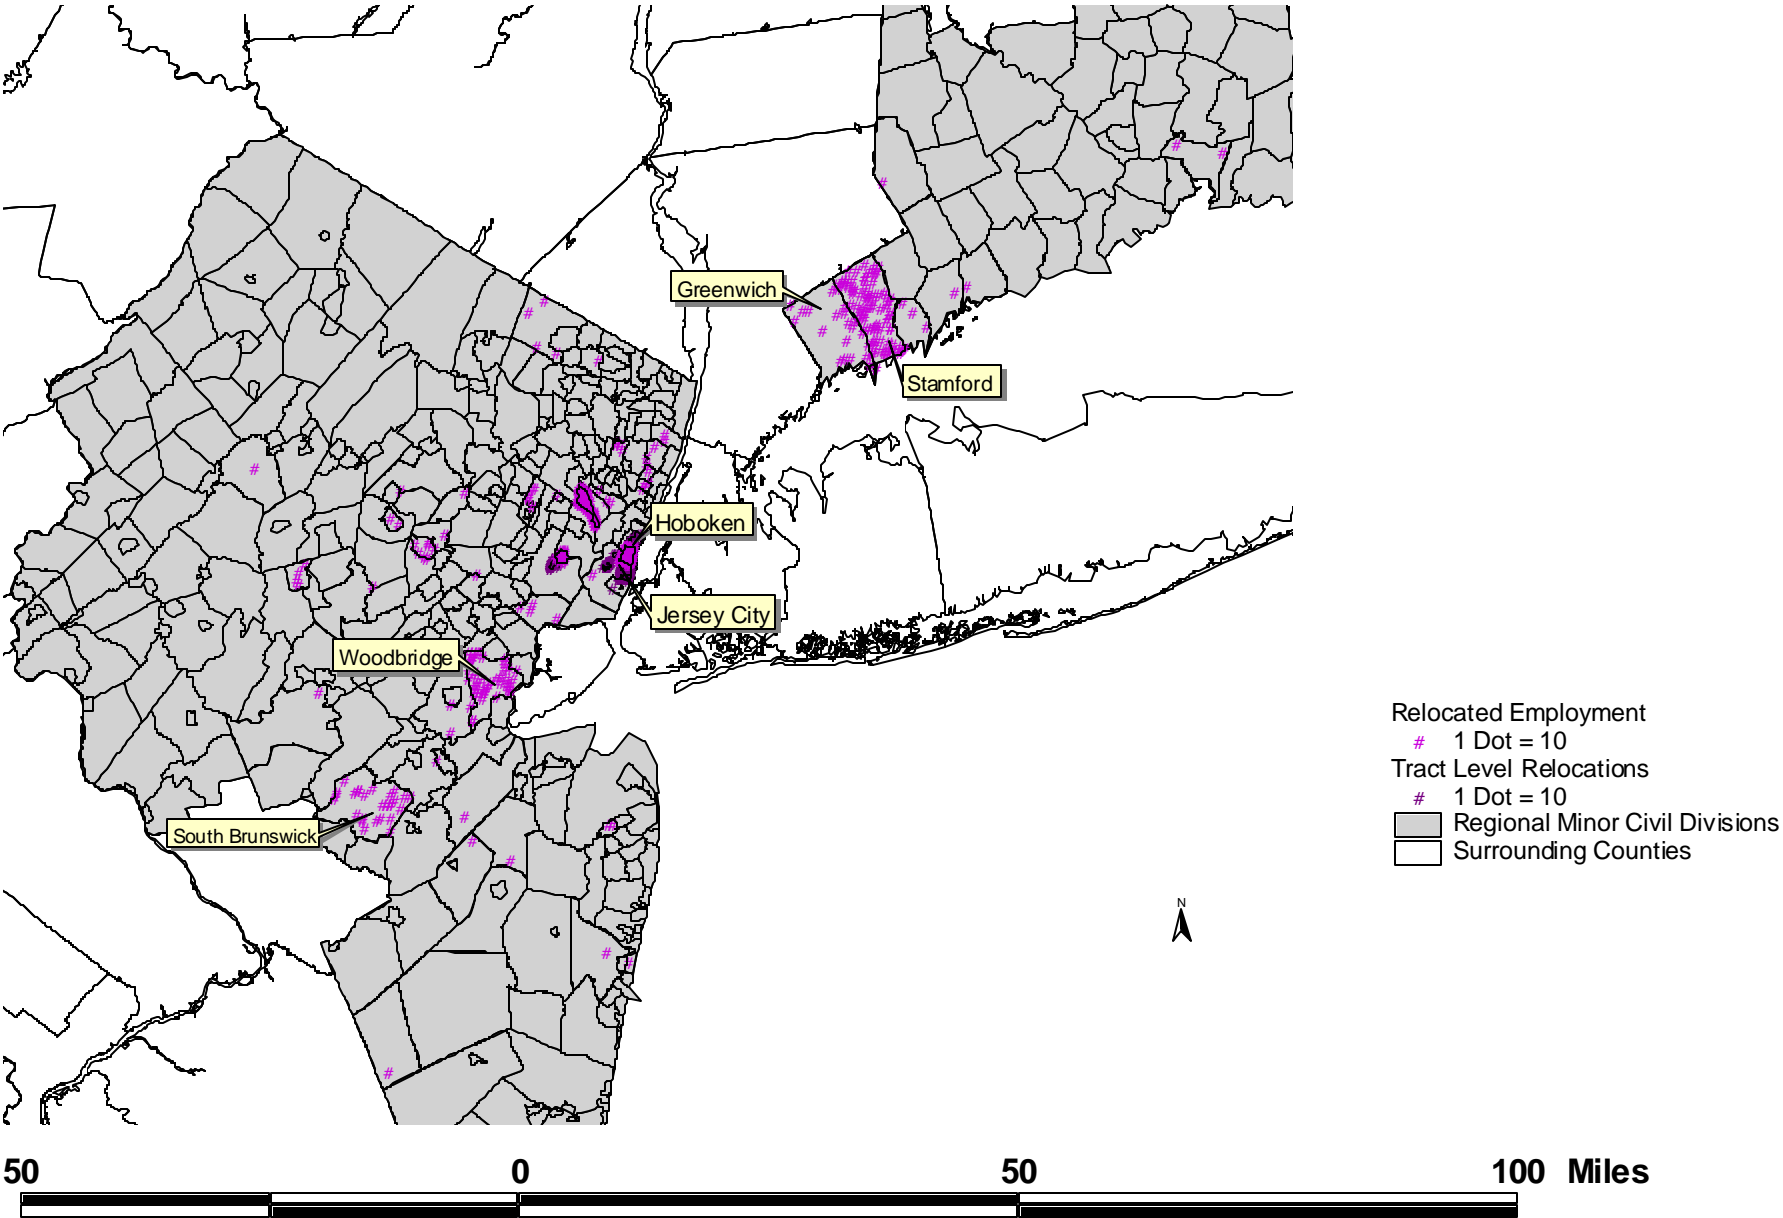 Greenwich
Stamford
Hoboken
Jersey City
Woodbridge
South Brunswick
Relocated Employment
# 1 Dot = 10
Tract Level Relocations
# 1 Dot = 10
Regional Minor Civil Divisions
Surrounding Counties
N
50 0 50 100 Miles